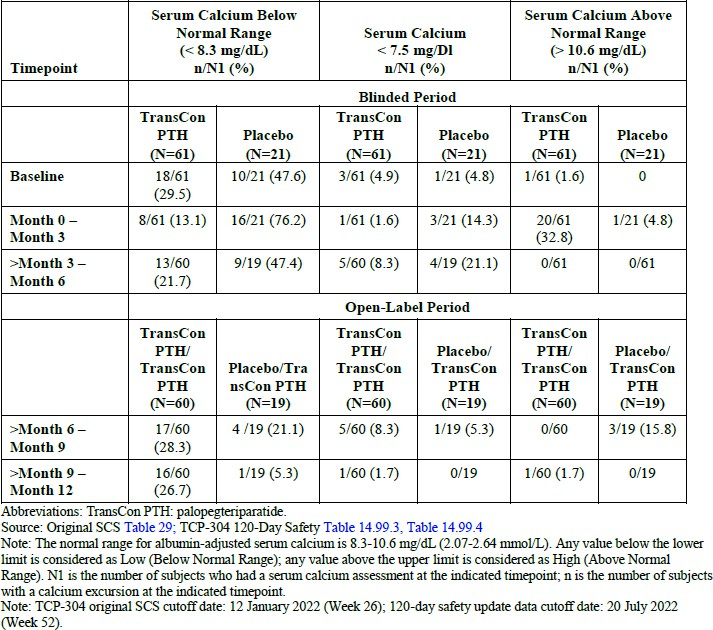 Timepoint
Serum Calcium Below
Normal Range
(< 8.3 mg/dL)
n/N1 (%)
Serum Calcium
< 7.5 mg/Dl
n/N1 (%)
Serum Calcium Above
Normal Range
(> 10.6 mg/dL)
n/N1 (%)
Blinded Period
TransCon
PTH
(N=61)
Placebo
(N=21)
TransCon
PTH
(N=61)
Placebo
(N=21)
TransCon
PTH
(N=61)
Placebo
(N=21)
Baseline
18/61
(29.5)
10/21 (47.6)
3/61 (4.9)
1/21 (4.8)
1/61 (1.6)
0
Month 0 –
Month 3
8/61 (13.1)
16/21 (76.2)
1/61 (1.6)
3/21 (14.3)
20/61
(32.8)
1/21 (4.8)
>Month 3 –
Month 6
13/60
(21.7)
9/19 (47.4)
5/60 (8.3)
4/19 (21.1)
0/61
0/61
Open-Label Period
TransCon
PTH/
TransCon
PTH
(N=60)
Placebo/Tra
nsCon PTH
(N=19)
TransCon
PTH/
TransCon
PTH
(N=60)
Placebo/
TransCon
PTH
(N=19)
TransCon
PTH/
TransCon
PTH
(N=60)
Placebo/
TransCon
PTH
(N=19)
>Month 6 –
Month 9
17/60
(28.3)
4 /19 (21.1)
5/60 (8.3)
1/19 (5.3)
0/60
3/19 (15.8)
>Month 9 –
Month 12
16/60
(26.7)
1/19 (5.3)
1/60 (1.7)
0/19
1/60 (1.7)
0/19
Abbreviations: TransCon PTH: palopegteriparatide.
Source: Original SCS Table 29; TCP-304 120-Day Safety Table 14.99.3, Table 14.99.4
Note: The normal range for albumin-adjusted serum calcium is 8.3-10.6 mg/dL (2.07-2.64 mmol/L). Any value below the lower
limit is considered as Low (Below Normal Range); any value above the upper limit is considered as High (Above Normal
Range). N1 is the number of subjects who had a serum calcium assessment at the indicated timepoint; n is the number of subjects
with a calcium excursion at the indicated timepoint.
Note: TCP-304 original SCS cutoff date: 12 January 2022 (Week 26); 120-day safety update data cutoff date: 20 July 2022
(Week 52).